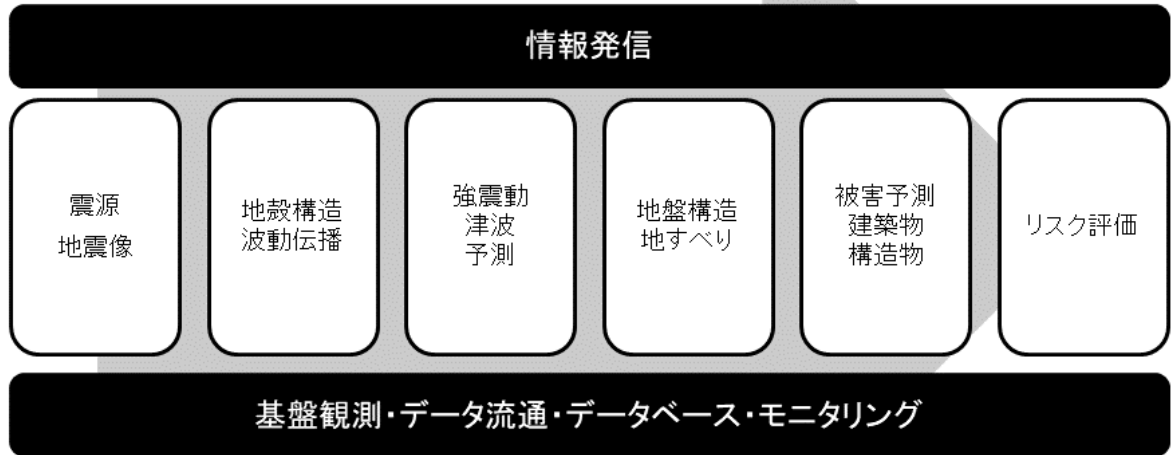 情報発信
震源
地震像
地殻構造
波動伝播
強震動
津波
予測
地盤構造
地すべり
被害予測
建築物
構造物
リスク評価
基盤観測・データ流通・データベース・モニタリング